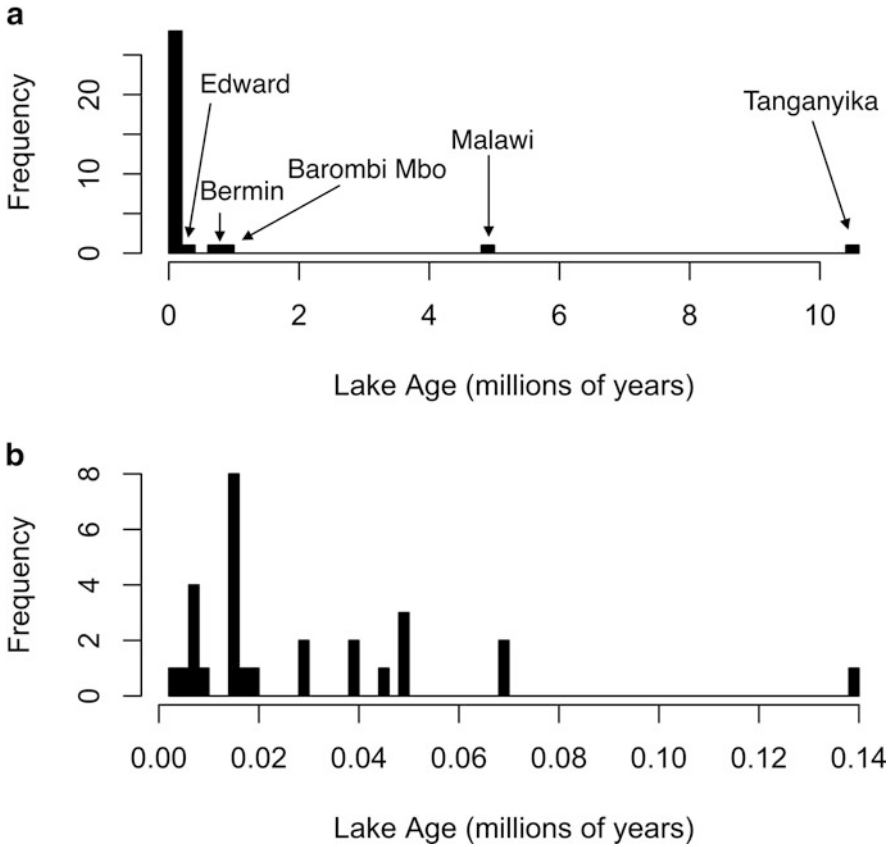 a
Frequency
0 10 20
Edward
Bermin
Barombi Mbo
Malawi
Tanganyika
0 2 4 6 8 10
Lake Age (millions of years)
b
Frequency
0 2 4 6 8
0.00 0.02 0.04 0.06 0.08 0.10 0.12 0.14
Lake Age (millions of years)